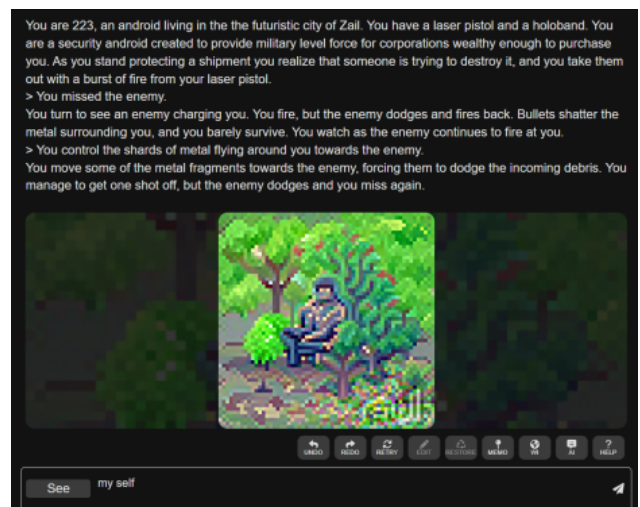 You are 223, an android living in the the futuristic city of Zail. You have a laser pistol and a holoband. You
are a security android created to provide military level force for corporations wealthy enough to purchase
you. As you stand protecting a shipment you realize that someone is trying to destroy it, and you take them
out with a burst of fire from your laser pistol.
> You missed the enemy.
You turn to see an enemy charging you. You fire, but the enemy dodges and fires back. Bullets shatter the
metal surrounding you, and you barely survive. You watch as the enemy continues to fire at you.
> You control the shards of metal flying around you towards the enemy.
You move some of the metal fragments towards the enemy, forcing them to dodge the incoming debris. You
manage to get one shot off, but the enemy dodges and you miss again.
UNDO REDO RETRY EDIT RESTORE MEMO WI AI HELP
See my self